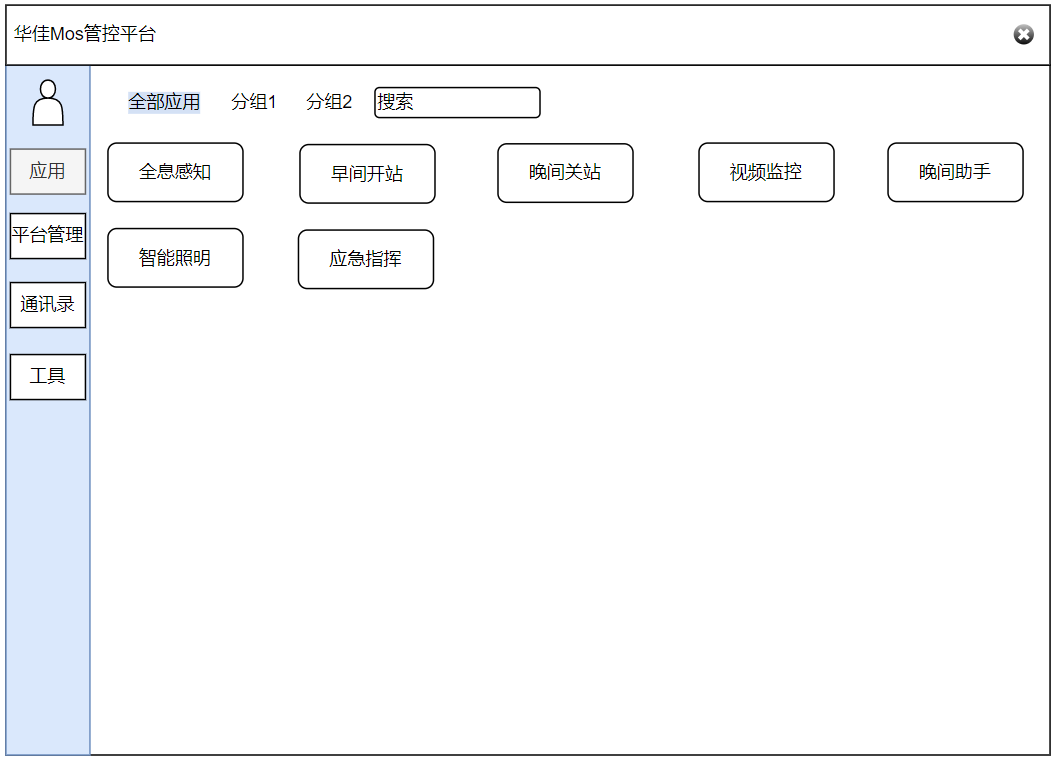 华佳Mos管控平台
全部应用 分组1 分组2 搜索
应用
全息感知 早间开站 晚间关站 视频监控 晚间助手
平台管理
智能照明 应急指挥
通讯录
工具